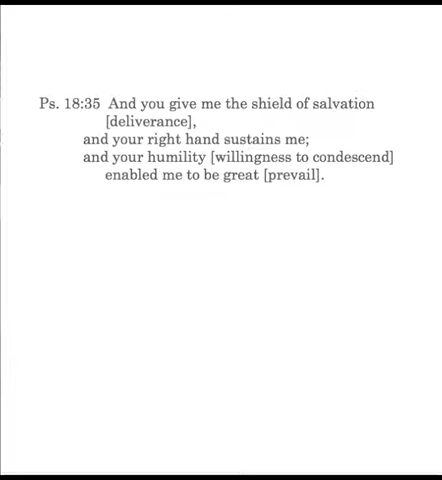 Ps. 18:35 And you give me the shield of salvation
[deliverance],
and your right hand sustains me;
and your humility [willingness to condescend]
enabled me to be great [prevail].